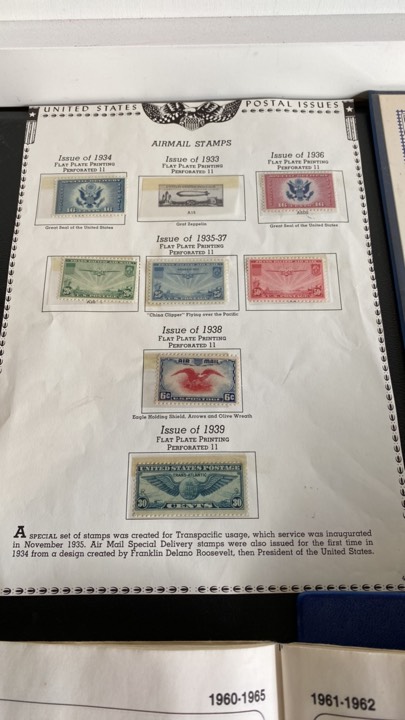 UNITED STATES POSTAL ISSUES
AIRMAIL STAMPS
Issue of 1934
FLAT PLATE PRINTING
PERFORATED 11
Great Seal of the United States
Issue of 1933
FLAT PLATE PRINTING
PERFORATED 11
Graf Zeppelin
Issue of 1936
FLAT PLATE PRINTING
PERFORATED 11
Great Seal of the United States
Issue of 1935-37
FLAT PLATE PRINTING
PERFORATED 11
"China Clipper" Flying over the Pacific
Issue of 1938
FLAT PLATE PRINTING
PERFORATED 11
AIR MAIL
6¢ 6¢
Eagle Holding Shield, Arrows and Olive Wreath
Issue of 1939
FLAT PLATE PRINTING
PERFORATED 11
UNITED STATES POSTAGE
TRANS-ATLANTIC
30 CENTS 30
A SPECIAL set of stamps was created for Transpacific usage, which service was inaugurated
in November 1935. Air Mail Special Delivery stamps were also issued for the first time in
1934 from a design created by Franklin Delano Roosevelt, then President of the United States.
1960-1965
1961-1962